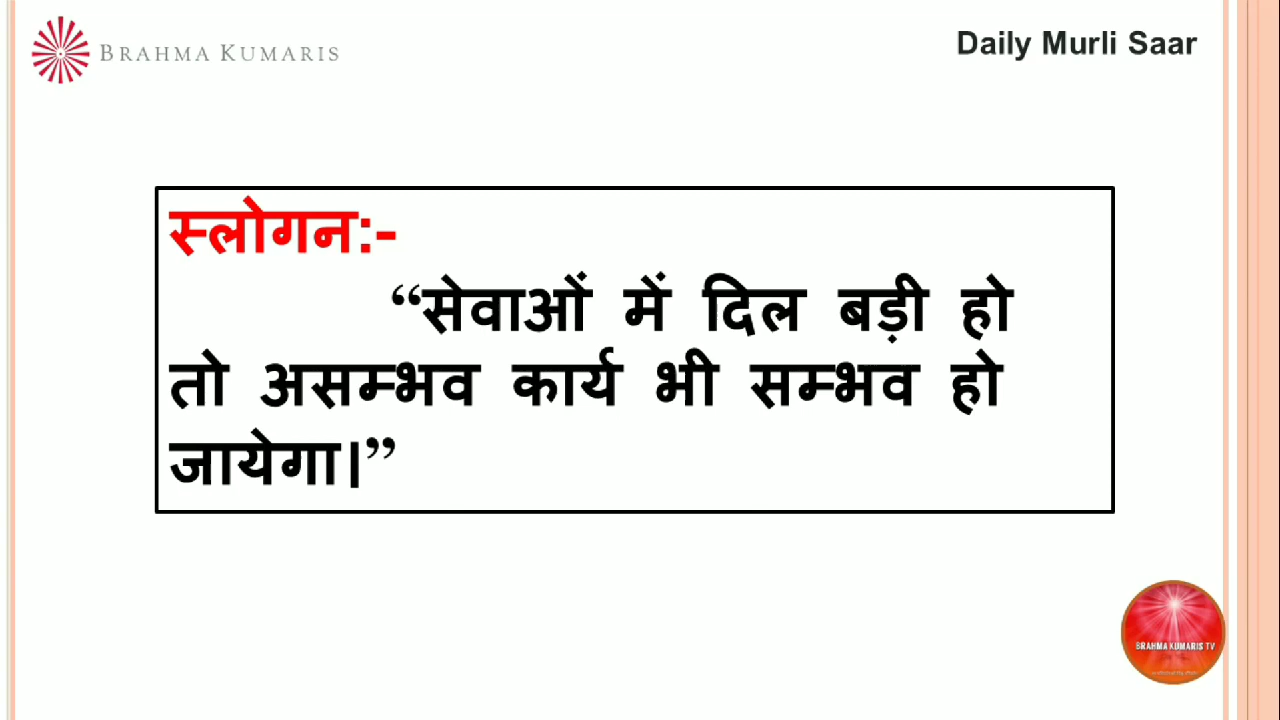 BRAHMA KUMARIS
Daily Murli Saar
स्लोगन:-
“सेवाओं में दिल बड़ी हो
तो असम्भव कार्य भी सम्भव हो
जायेगा।”
BRAHMA KUMARIS TV